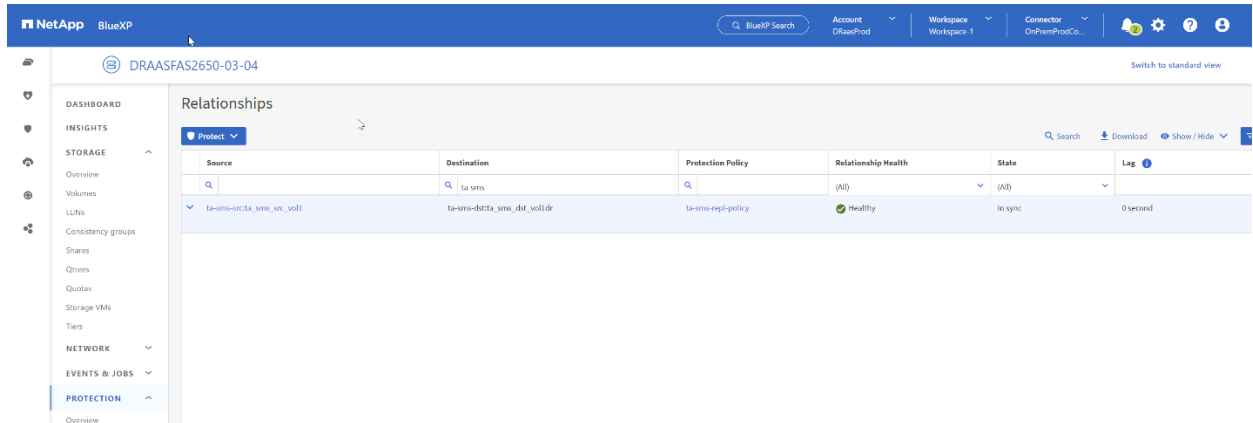 NetApp BlueXP
BlueXP Search
Account
DRaasProd
Workspace
Workspace-1
Connector
OnPremProdCo...
2
DRAASFAS2650-03-04
Switch to standard view
DASHBOARD
INSIGHTS
STORAGE
Overview
Volumes
LUNs
Consistency groups
Shares
Qtrees
Quotas
Storage VMs
Tiers
NETWORK
EVENTS & JOBS
PROTECTION
Overview
Relationships
Protect
Search Download Show / Hide
Source Destination Protection Policy Relationship Health State Lag
ta sms (All) (All)
ta-sms-src:ta_sms_src_vol1 ta-sms-dst:ta_sms_dst_vol1dr ta-sms-repl-policy Healthy In sync 0 second